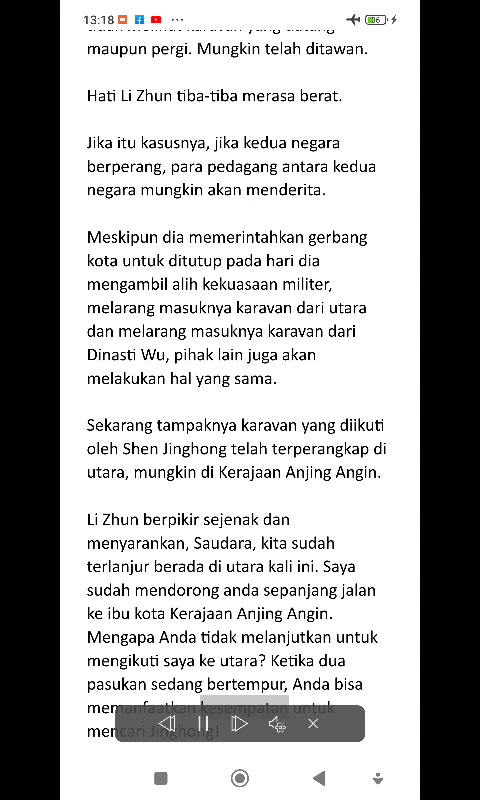 13:18
maupun pergi. Mungkin telah ditawan.
Hati Li Zhun tiba-tiba merasa berat.
Jika itu kasusnya, jika kedua negara
berperang, para pedagang antara kedua
negara mungkin akan menderita.
Meskipun dia memerintahkan gerbang
kota untuk ditutup pada hari dia
mengambil alih kekuasaan militer,
melarang masuknya karavan dari utara
dan melarang masuknya karavan dari
Dinasti Wu, pihak lain juga akan
melakukan hal yang sama.
Sekarang tampaknya karavan yang diikuti
oleh Shen Jinghong telah terperangkap di
utara, mungkin di Kerajaan Anjing Angin.
Li Zhun berpikir sejenak dan
menyarankan, Saudara, kita sudah
terlanjur berada di utara kali ini. Saya
sudah mendorong anda sepanjang jalan
ke ibu kota Kerajaan Anjing Angin.
Mengapa Anda tidak melanjutkan untuk
mengikuti saya ke utara? Ketika dua
pasukan sedang bertempur, Anda bisa
memanfaatkan kesempatan untuk
mencari Jinghong!